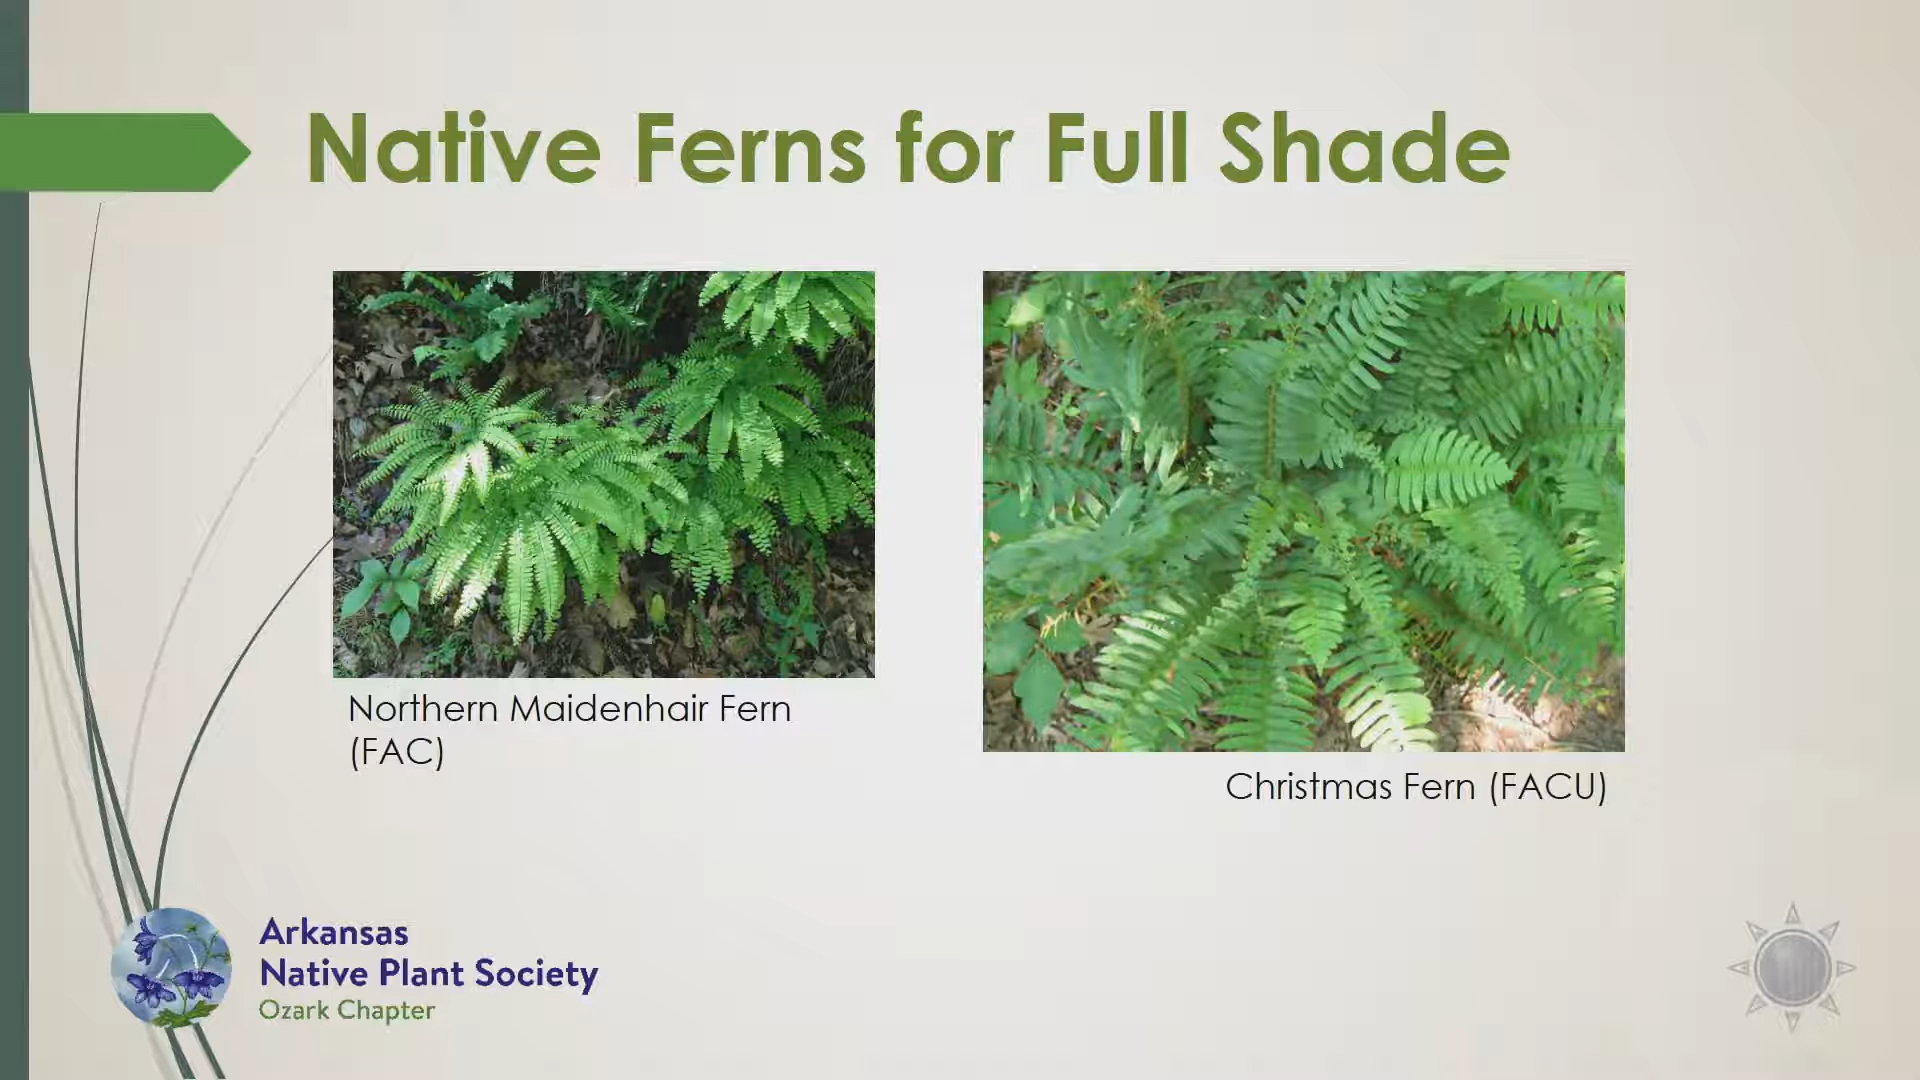 Native Ferns for Full Shade
Northern Maidenhair Fern
(FAC)
Christmas Fern (FACU)
Arkansas
Native Plant Society
Ozark Chapter